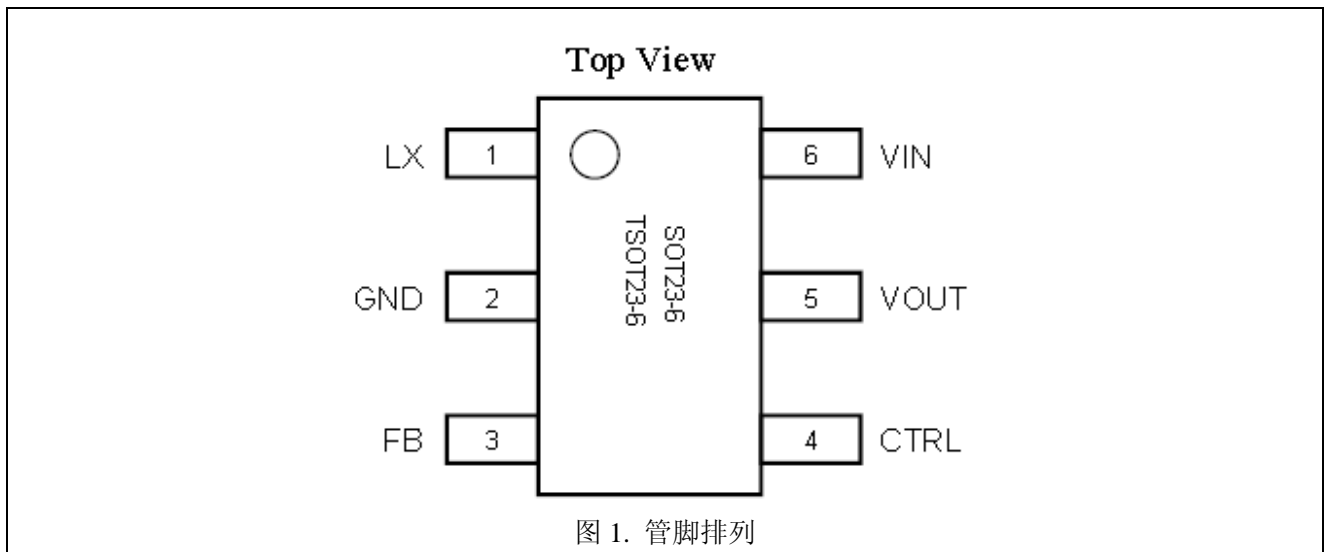 Top View
LX 1 6 VIN
SOT23-6
TSOT23-6
GND 2 5 VOUT
FB 3 4 CTRL
图 1. 管脚排列